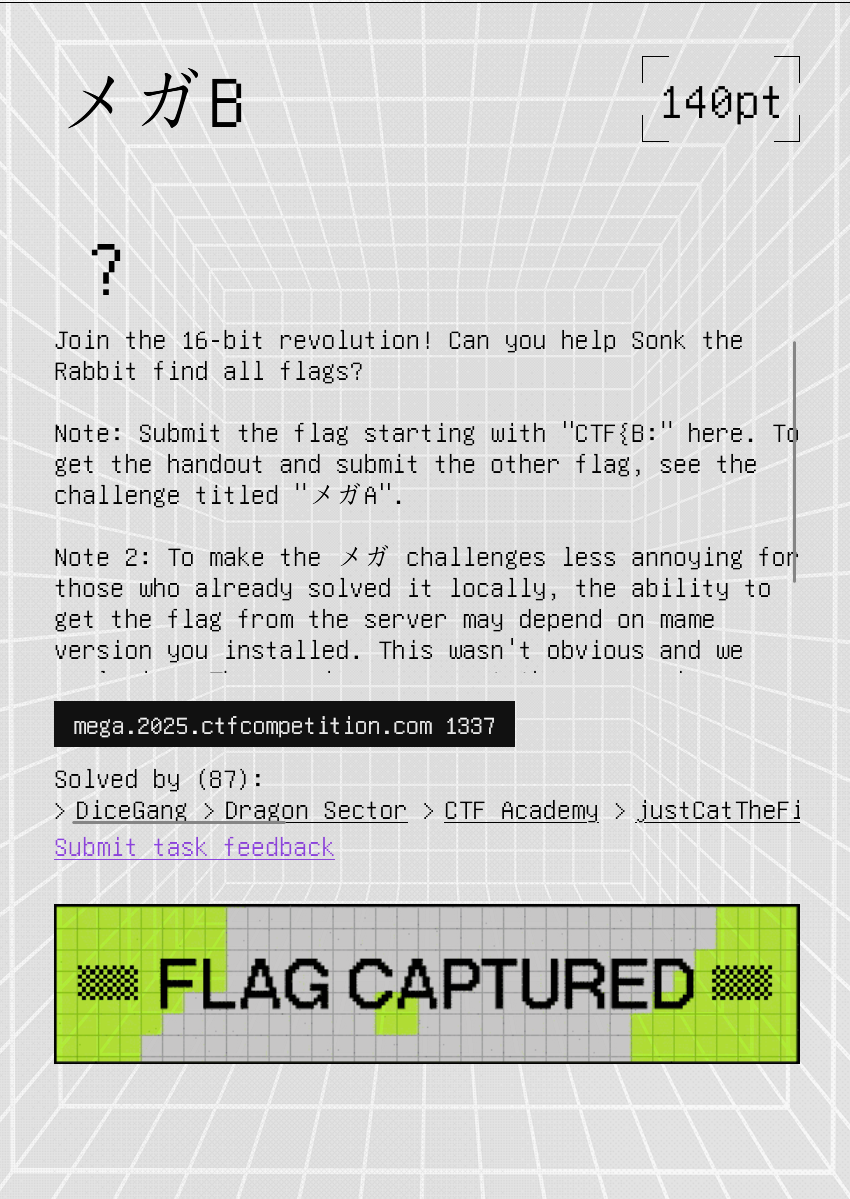 メガB
140pt
?
Join the 16-bit revolution! Can you help Sonk the
Rabbit find all flags?
Note: Submit the flag starting with "CTF{B:" here. To
get the handout and submit the other flag, see the
challenge titled "メガA".
Note 2: To make the メガ challenges less annoying for
those who already solved it locally, the ability to
get the flag from the server may depend on mame
version you installed. This wasn't obvious and we
mega.2025.ctfcompetition.com 1337
Solved by (87):
> DiceGang > Dragon Sector > CTF Academy > justCatTheFi
Submit task feedback
FLAG CAPTURED